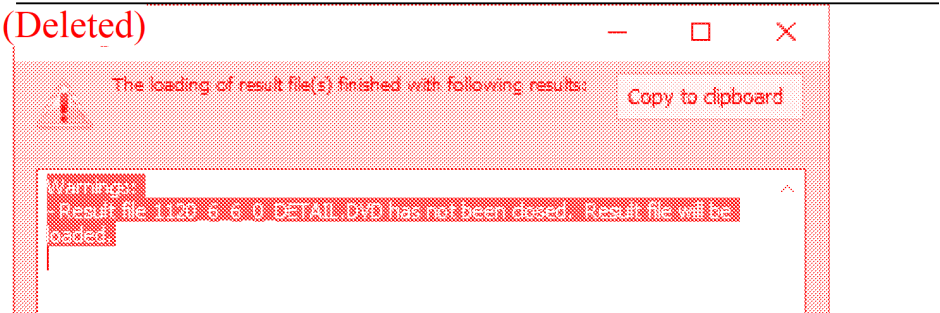 (Deleted)
The loading of result file(s) finished with following results:
Copy to clipboard
Warnings:
- Result file 1120_6_6_0_DETAIL.DVD has not been closed. Result file will be
loaded.